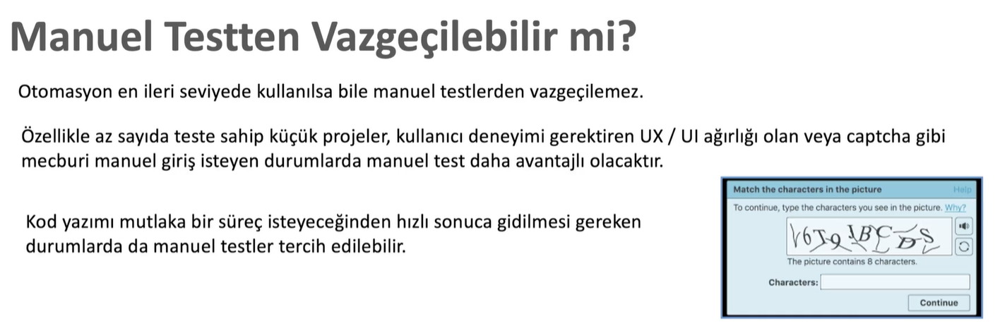 Manuel Testten Vazgeçilebilir mi?
Otomasyon en ileri seviyede kullanılsa bile manuel testlerden vazgeçilemez.
Özellikle az sayıda teste sahip küçük projeler, kullanıcı deneyimi gerektiren UX / UI ağırlığı olan veya captcha gibi
mecburi manuel giriş isteyen durumlarda manuel test daha avantajlı olacaktır.
Kod yazımı mutlaka bir süreç isteyeceğinden hızlı sonuca gidilmesi gereken
durumlarda da manuel testler tercih edilebilir.
Match the characters in the picture
Help
To continue, type the characters you see in the picture. Why?
The picture contains 8 characters.
Characters:
Continue